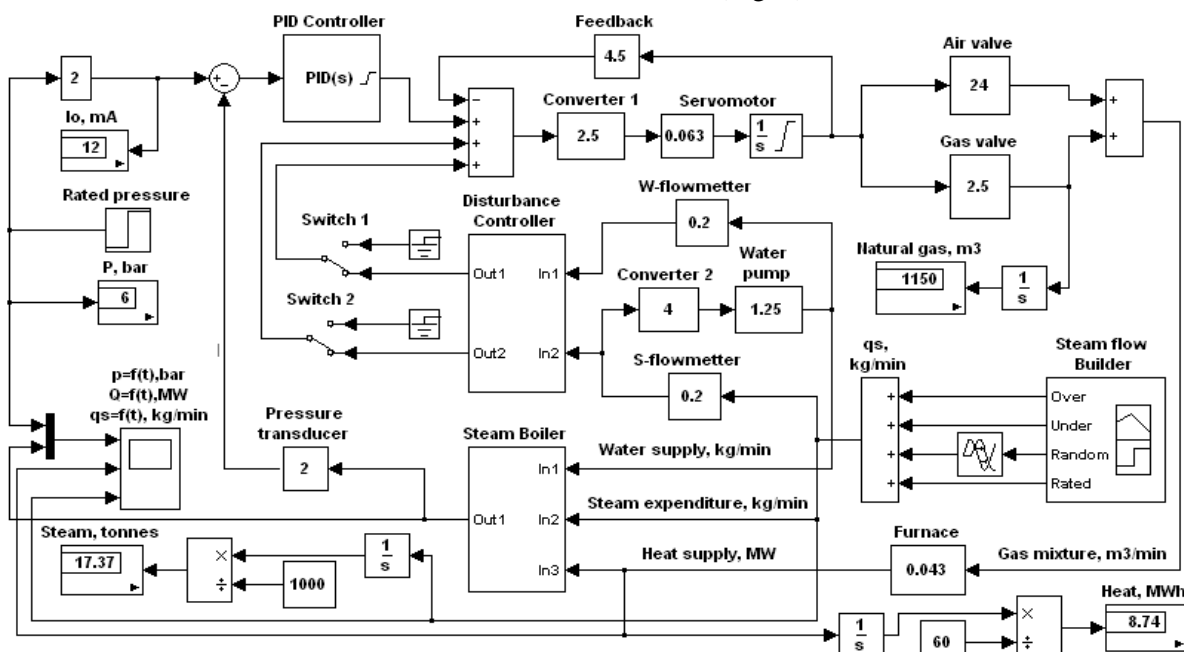 PID Controller
Feedback
Air valve
4.5
2
PID(s)
24
Io, mA
12
Converter 1
Servomotor
2.5
0.063
1
s
Gas valve
2.5
Rated pressure
P, bar
6
W-flowmetter
0.2
Disturbance
Controller
Switch 1
Out1
In1
Converter 2
4
Water
pump
1.25
Natural gas, m3
1150
1
s
Switch 2
Out2
In2
S-flowmetter
0.2
qs,
kg/min
Steam flow
Builder
Over
Under
Random
Rated
p=f(t),bar
Q=f(t),MW
qs=f(t), kg/min
Pressure
transducer
2
Steam Boiler
In1
Out1
In2
In3
Water supply, kg/min
Steam expenditure, kg/min
Heat supply, MW
Furnace
0.043
Gas mixture, m3/min
Steam, tonnes
17.37
×
÷
1000
1
s
1
s
60
×
÷
Heat, MWh
8.74